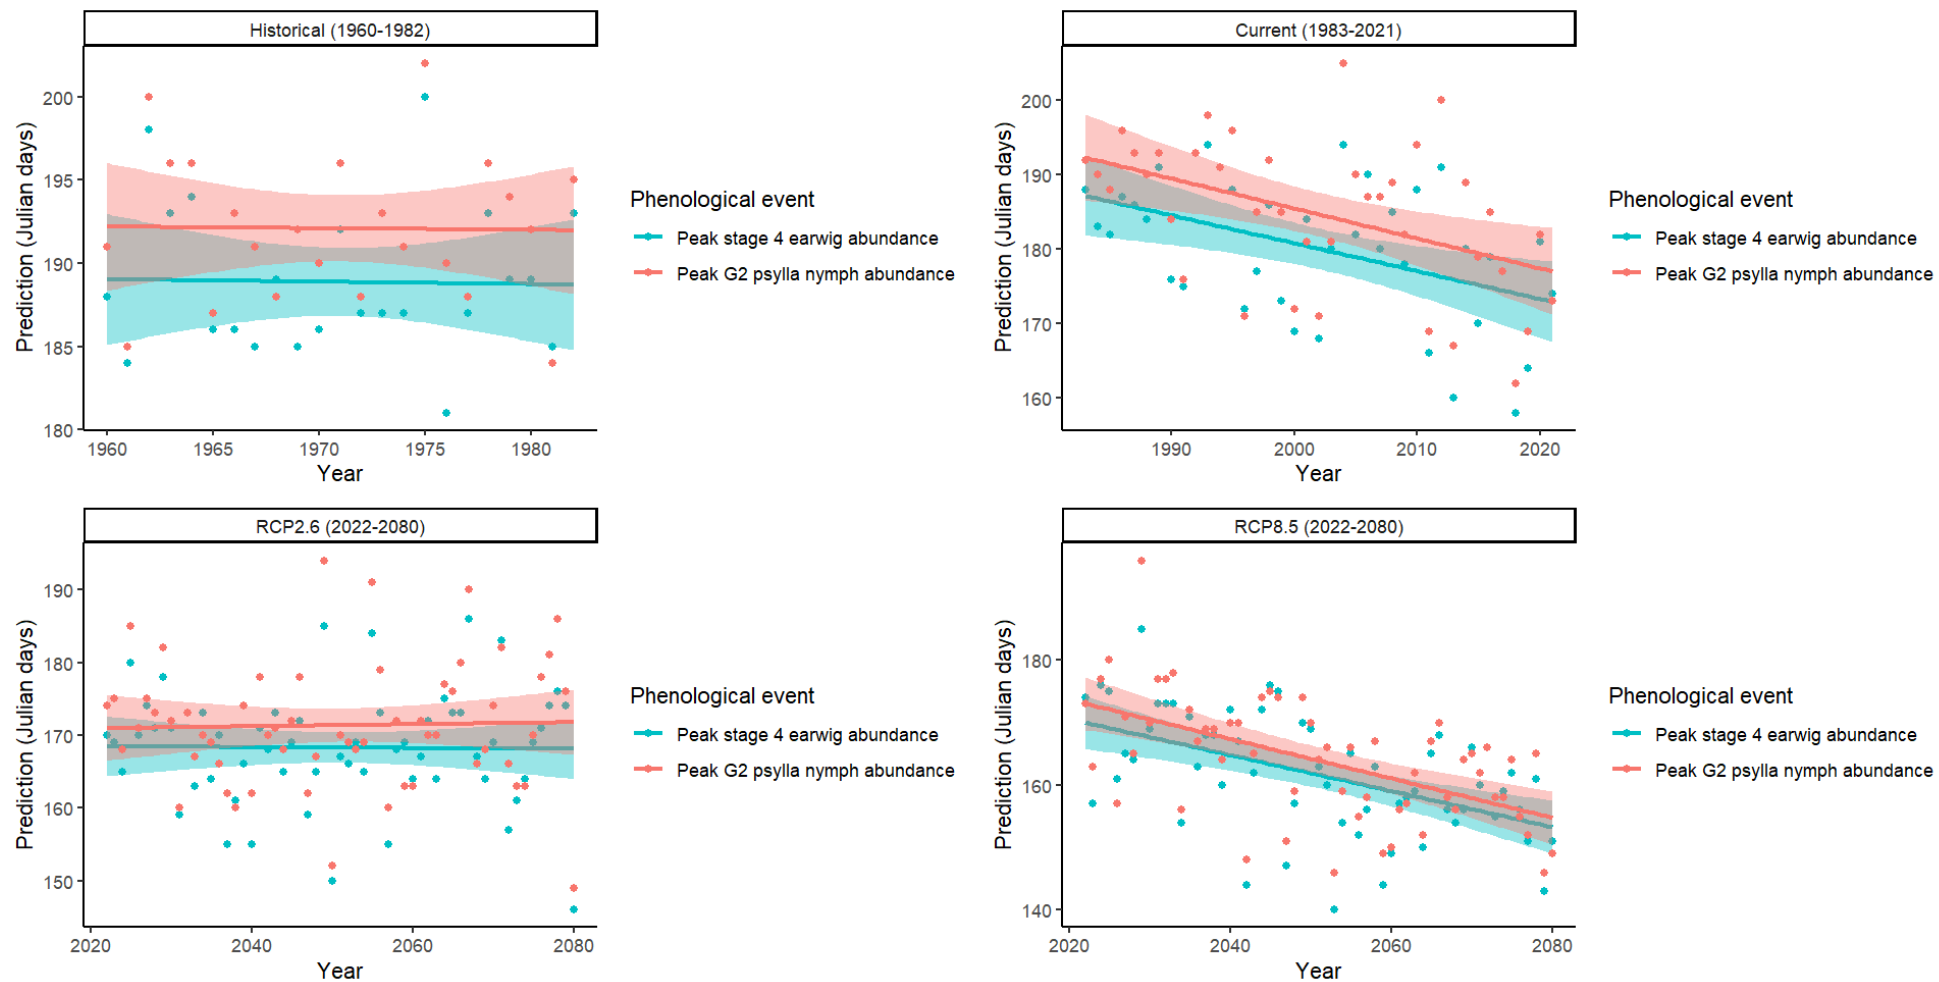 Historical (1960-1982)
Prediction (Julian days)
200
195
190
185
180
1960 1965 1970 1975 1980
Year
Phenological event
Peak stage 4 earwig abundance
Peak G2 psylla nymph abundance
Current (1983-2021)
Prediction (Julian days)
200
190
180
170
160
1990 2000 2010 2020
Year
Phenological event
Peak stage 4 earwig abundance
Peak G2 psylla nymph abundance
RCP2.6 (2022-2080)
Prediction (Julian days)
190
180
170
160
150
2020 2040 2060 2080
Year
Phenological event
Peak stage 4 earwig abundance
Peak G2 psylla nymph abundance
RCP8.5 (2022-2080)
Prediction (Julian days)
180
160
140
2020 2040 2060 2080
Year
Phenological event
Peak stage 4 earwig abundance
Peak G2 psylla nymph abundance